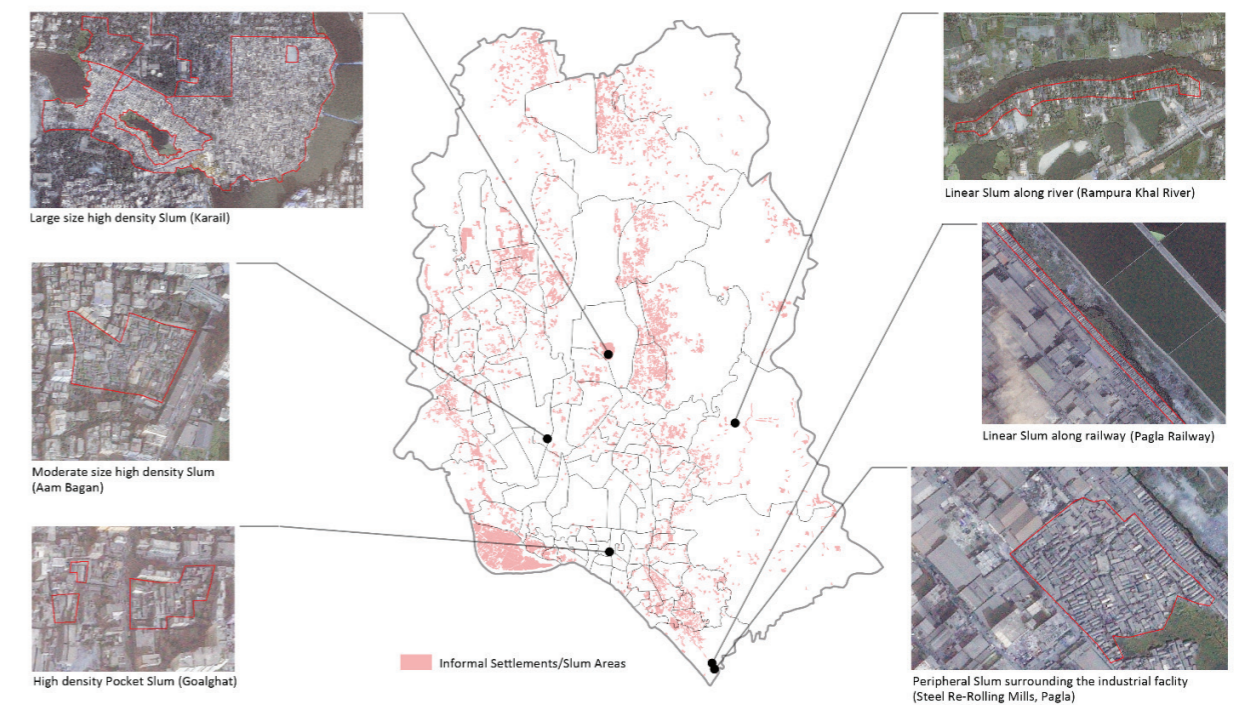 Large size high density Slum (Karail)
Moderate size high density Slum
(Aam Bagan)
High density Pocket Slum (Goalghat)
Informal Settlements/Slum Areas
Linear Slum along river (Rampura Khal River)
Linear Slum along railway (Pagla Railway)
Peripheral Slum surrounding the industrial faclity
(Steel Re-Rolling Mills, Pagla)